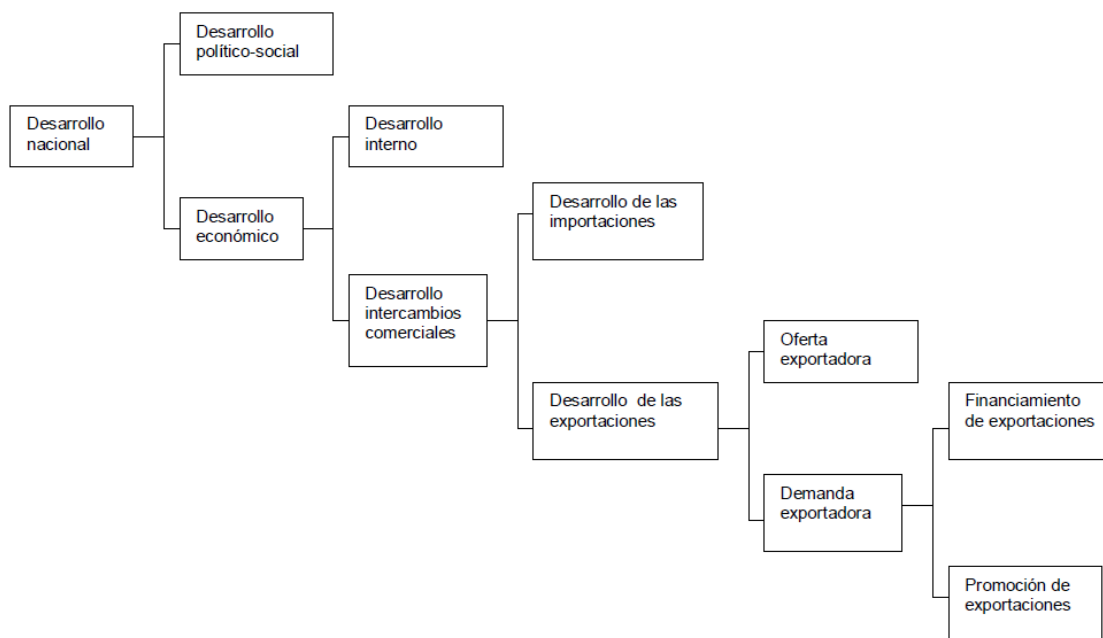 Desarrollo
político-social
Desarrollo
nacional
Desarrollo
interno
Desarrollo
económico
Desarrollo de las
importaciones
Desarrollo
intercambios
comerciales
Oferta
exportadora
Desarrollo de las
exportaciones
Financiamiento
de exportaciones
Demanda
exportadora
Promoción de
exportaciones